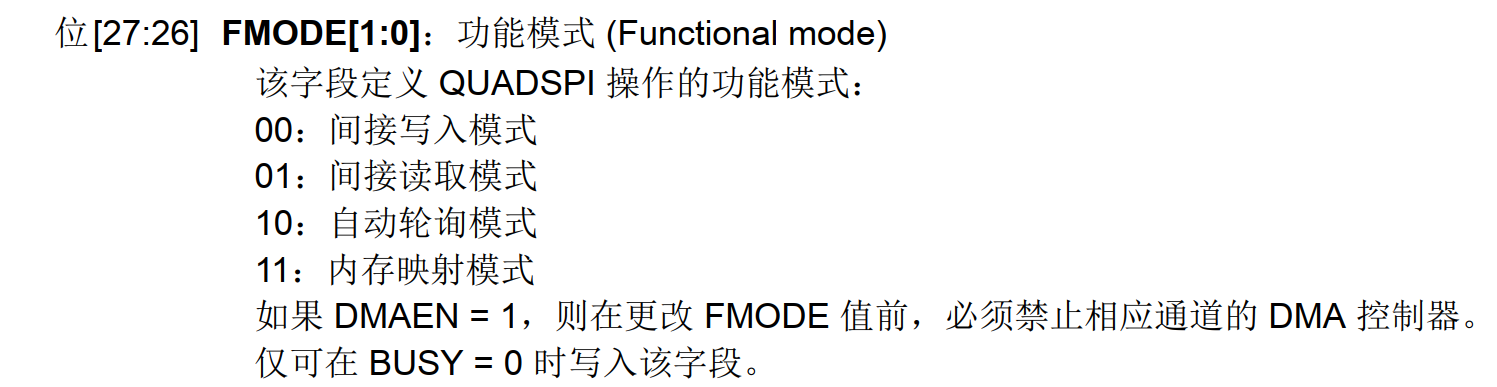 位[27:26] FMODE[1:0]：功能模式 (Functional mode)
该字段定义 QUADSPI 操作的功能模式：
00：间接写入模式
01：间接读取模式
10：自动轮询模式
11：内存映射模式
如果 DMAEN = 1，则在更改 FMODE 值前，必须禁止相应通道的 DMA 控制器。
仅可在 BUSY = 0 时写入该字段。